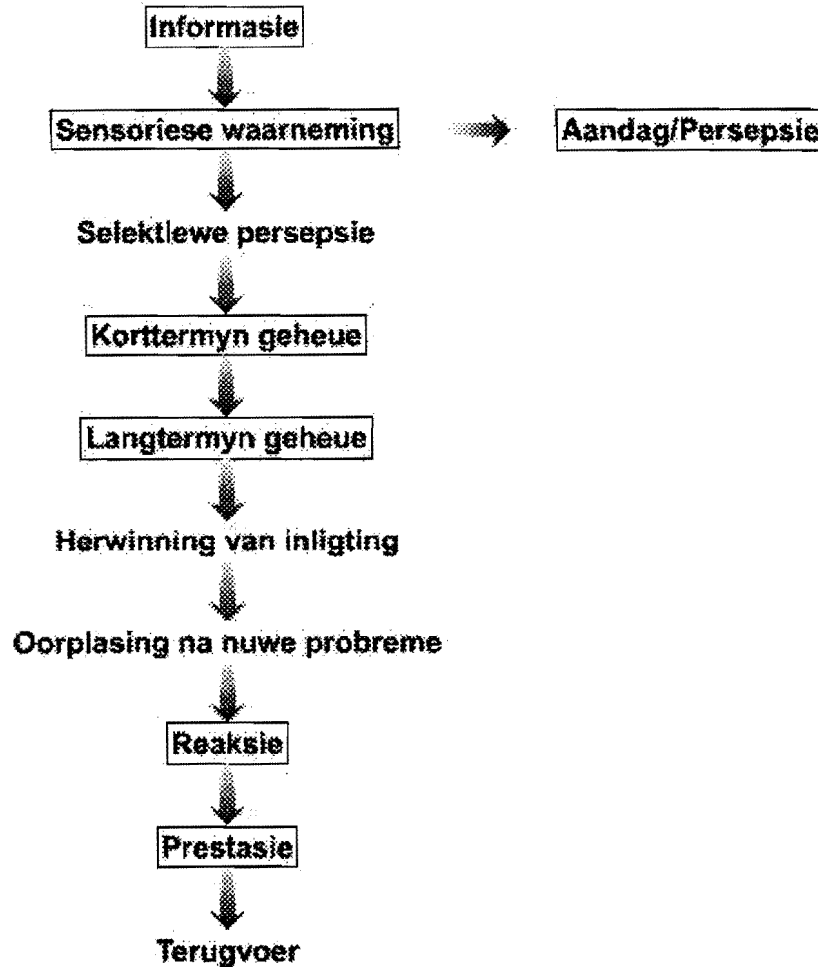 Informasie
Sensoriese waarneming
Aandag/Persepsie
Selektiewe persepsie
Korttermyn geheue
Langtermyn geheue
Herwinning van inligting
Oorplasing na nuwe probreme
Reaksie
Prestasie
Terugvoer